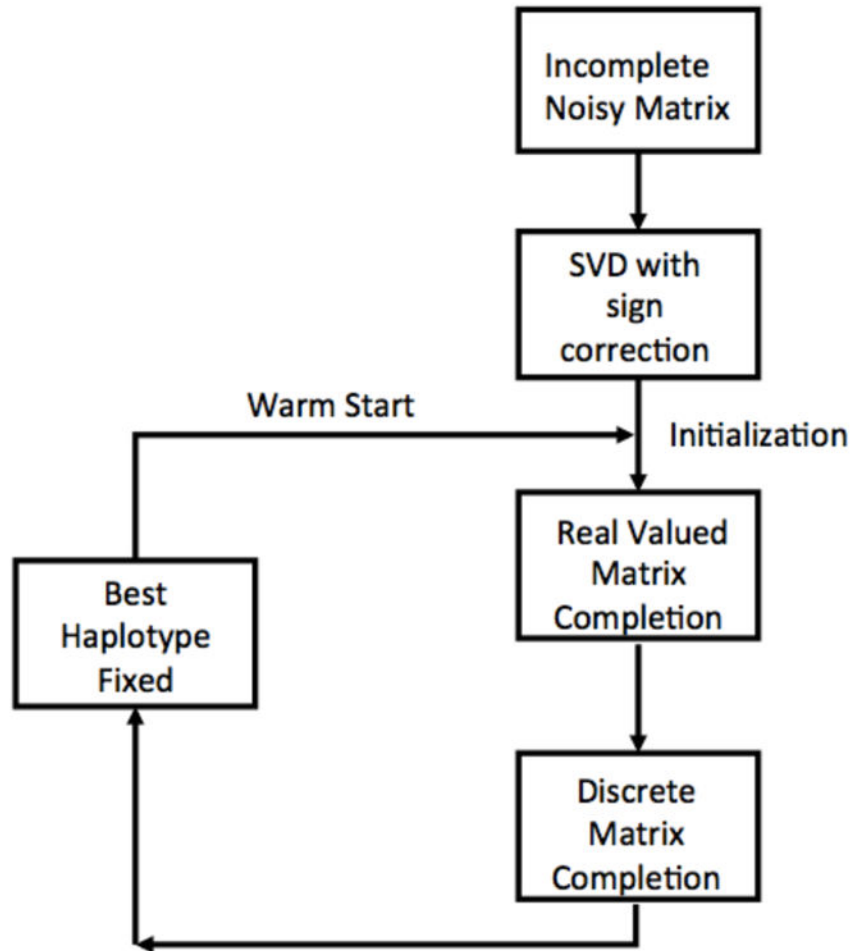 Incomplete
Noisy Matrix
SVD with
sign
correction
Warm Start
Initialization
Real Valued
Matrix
Completion
Best
Haplotype
Fixed
Discrete
Matrix
Completion